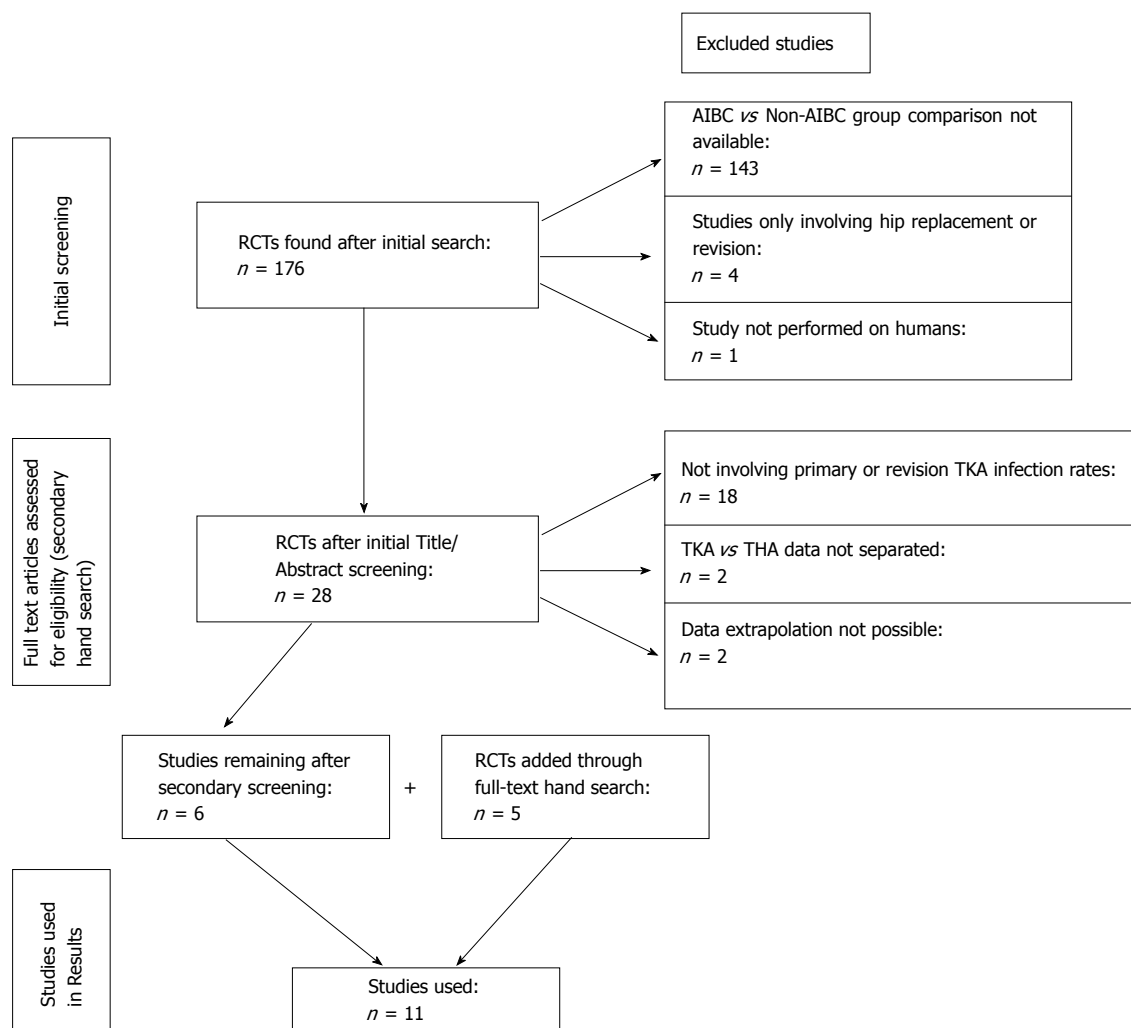 Excluded studies
Initial screening
RCTs found after initial search:
n = 176
AIBC vs Non-AIBC group comparison not
available:
n = 143
Studies only involving hip replacement or
revision:
n = 4
Study not performed on humans:
n = 1
Full text articles assessed
for eligibility (secondary
hand search)
RCTs after initial Title/
Abstract screening:
n = 28
Not involving primary or revision TKA infection rates:
n = 18
TKA vs THA data not separated:
n = 2
Data extrapolation not possible:
n = 2
Studies remaining after
secondary screening:
n = 6
+
RCTs added through
full-text hand search:
n = 5
Studies used
in Results
Studies used:
n = 11